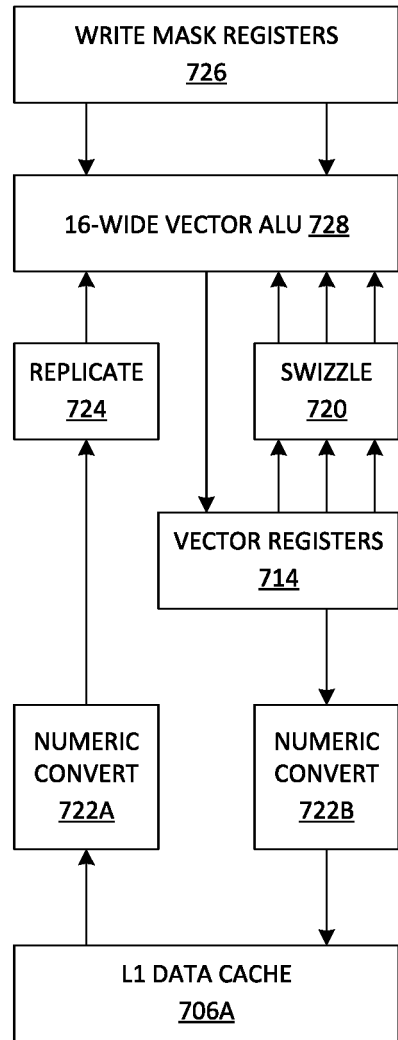 WRITE MASK REGISTERS
726
16-WIDE VECTOR ALU 728
REPLICATE
724
SWIZZLE
720
VECTOR REGISTERS
714
NUMERIC
CONVERT
722A
NUMERIC
CONVERT
722B
L1 DATA CACHE
706A